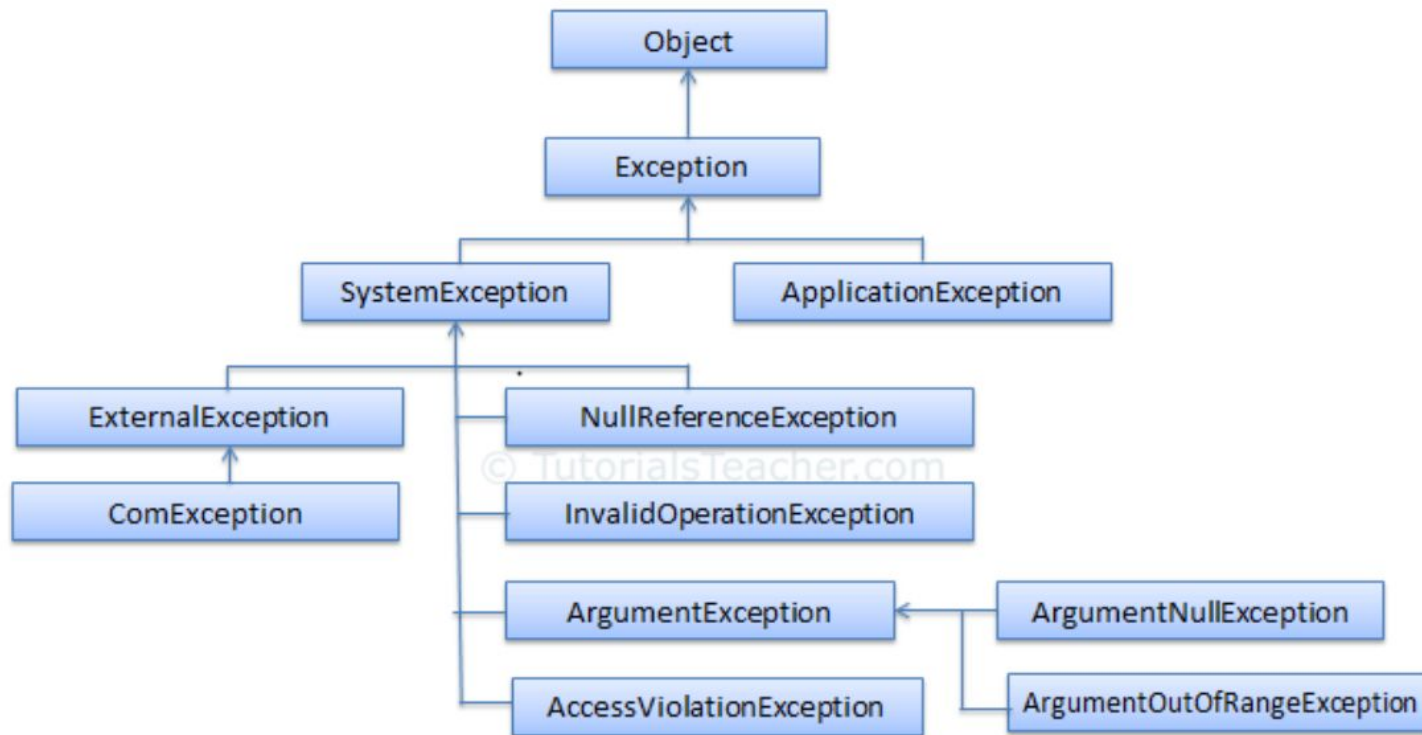 Object
Exception
SystemException
ApplicationException
ExternalException
NullReferenceException
© TutorialsTeacher.com
ComException
InvalidOperationException
ArgumentException
ArgumentNullException
AccessViolationException
ArgumentOutOfRangeException